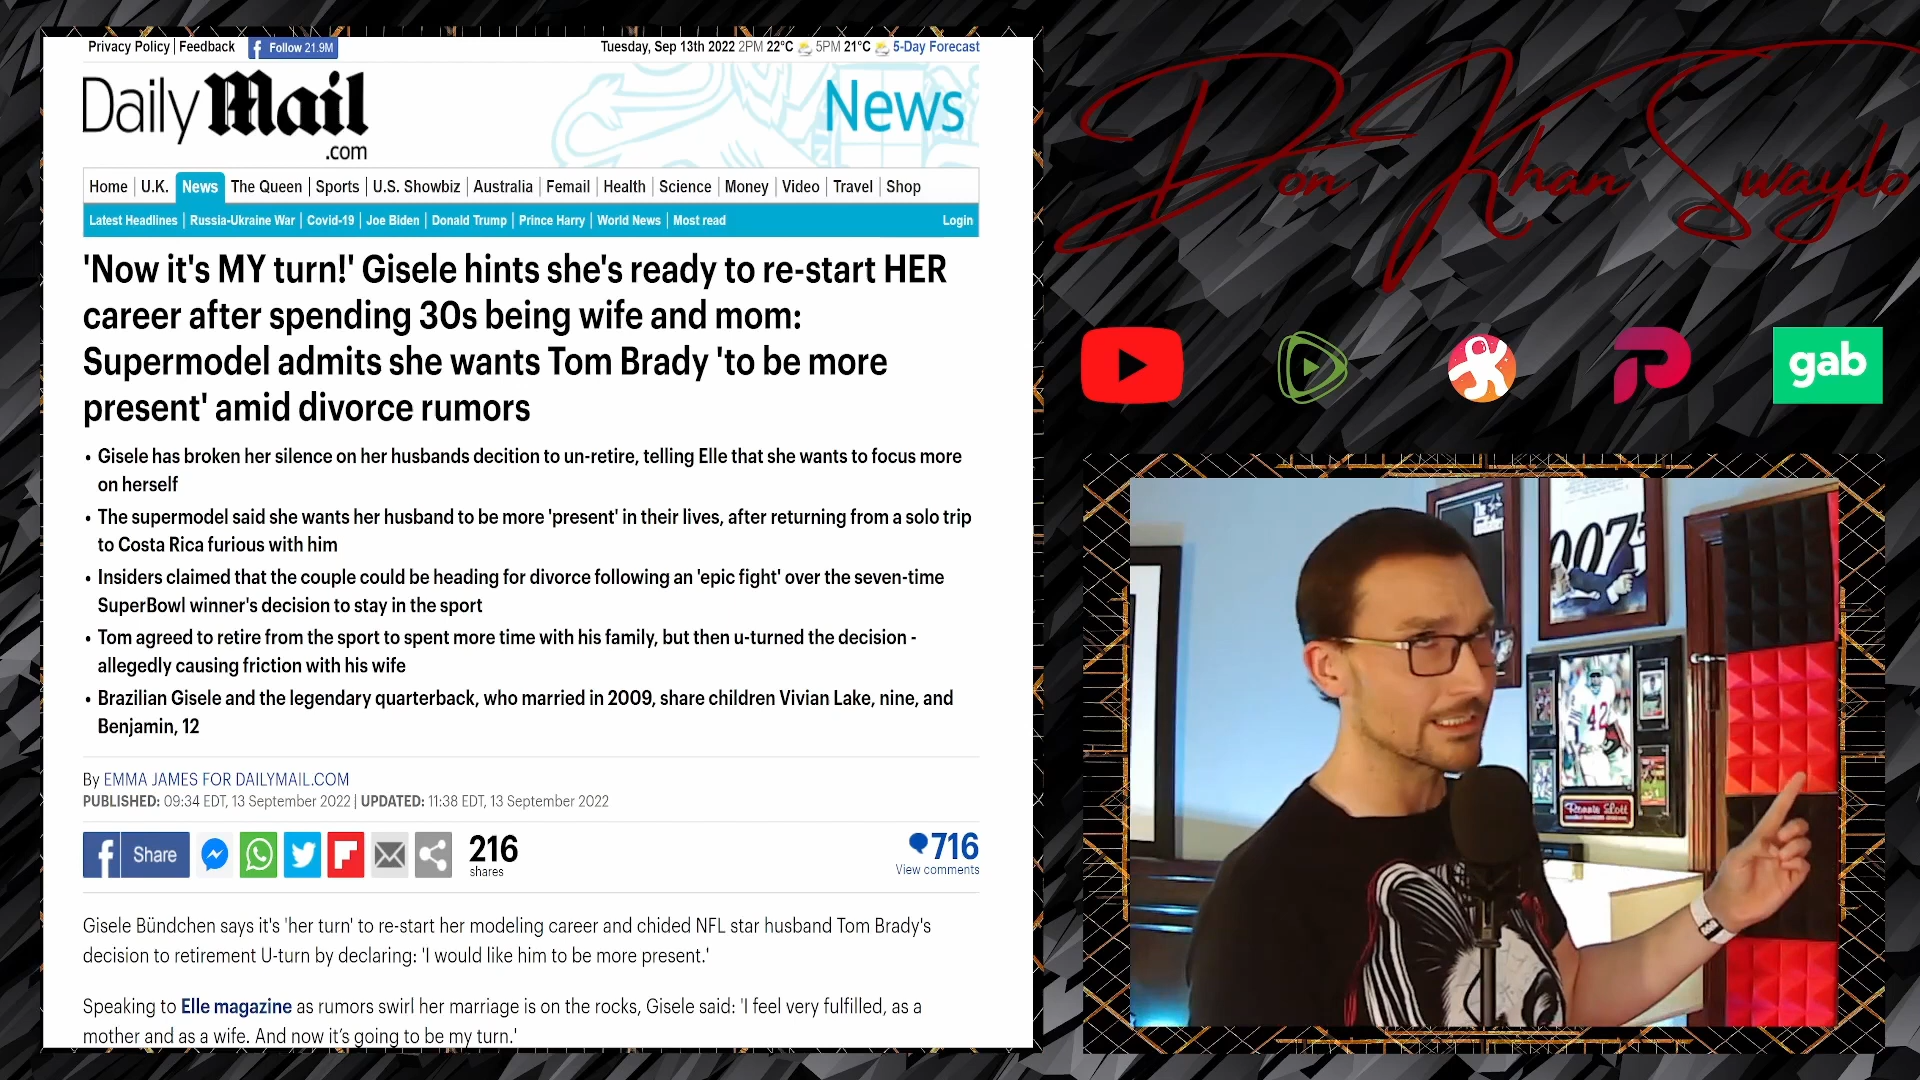 Privacy Policy | Feedback Follow 21.9M Tuesday, Sep 13th 2022 2PM 22°C 5PM 21°C 5-Day Forecast
Daily Mail
.com
News
Home U.K. News The Queen Sports U.S. Showbiz Australia Femail Health Science Money Video Travel Shop
Latest Headlines Russia-Ukraine War Covid-19 Joe Biden Donald Trump Prince Harry World News Most read Login
'Now it's MY turn!' Gisele hints she's ready to re-start HER
career after spending 30s being wife and mom:
Supermodel admits she wants Tom Brady 'to be more
present' amid divorce rumors
• Gisele has broken her silence on her husbands decition to un-retire, telling Elle that she wants to focus more
on herself
• The supermodel said she wants her husband to be more 'present' in their lives, after returning from a solo trip
to Costa Rica furious with him
• Insiders claimed that the couple could be heading for divorce following an 'epic fight' over the seven-time
SuperBowl winner's decision to stay in the sport
• Tom agreed to retire from the sport to spent more time with his family, but then u-turned the decision -
allegedly causing friction with his wife
• Brazilian Gisele and the legendary quarterback, who married in 2009, share children Vivian Lake, nine, and
Benjamin, 12
By EMMA JAMES FOR DAILYMAIL.COM
PUBLISHED: 09:34 EDT, 13 September 2022 | UPDATED: 11:38 EDT, 13 September 2022
Share
216
shares
716
View comments
Gisele Bündchen says it's 'her turn' to re-start her modeling career and chided NFL star husband Tom Brady's
decision to retirement U-turn by declaring: 'I would like him to be more present.'
Speaking to Elle magazine as rumors swirl her marriage is on the rocks, Gisele said: 'I feel very fulfilled, as a
mother and as a wife. And now it's going to be my turn.'
Don Khan Swaylo
gab
007
42
Ronnie Lott